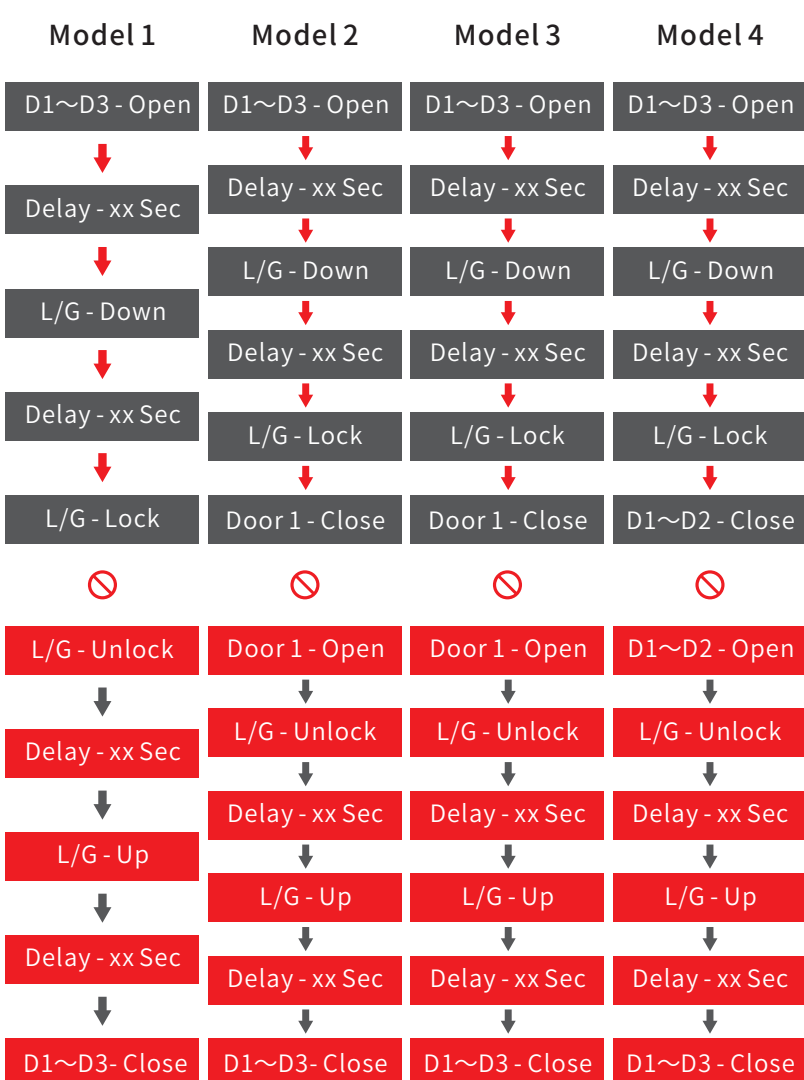 Model 1
D1～D3 - Open
Delay - xx Sec
L/G - Down
Delay - xx Sec
L/G - Lock
L/G - Unlock
Delay - xx Sec
L/G - Up
Delay - xx Sec
D1～D3- Close
Model 2
D1～D3 - Open
Delay - xx Sec
L/G - Down
Delay - xx Sec
L/G - Lock
Door 1 - Close
Door 1 - Open
L/G - Unlock
Delay - xx Sec
L/G - Up
Delay - xx Sec
D1～D3- Close
Model 3
D1～D3 - Open
Delay - xx Sec
L/G - Down
Delay - xx Sec
L/G - Lock
Door 1 - Close
Door 1 - Open
L/G - Unlock
Delay - xx Sec
L/G - Up
Delay - xx Sec
D1～D3 - Close
Model 4
D1～D3 - Open
Delay - xx Sec
L/G - Down
Delay - xx Sec
L/G - Lock
D1～D2 - Close
D1～D2 - Open
L/G - Unlock
Delay - xx Sec
L/G - Up
Delay - xx Sec
D1～D3 - Close